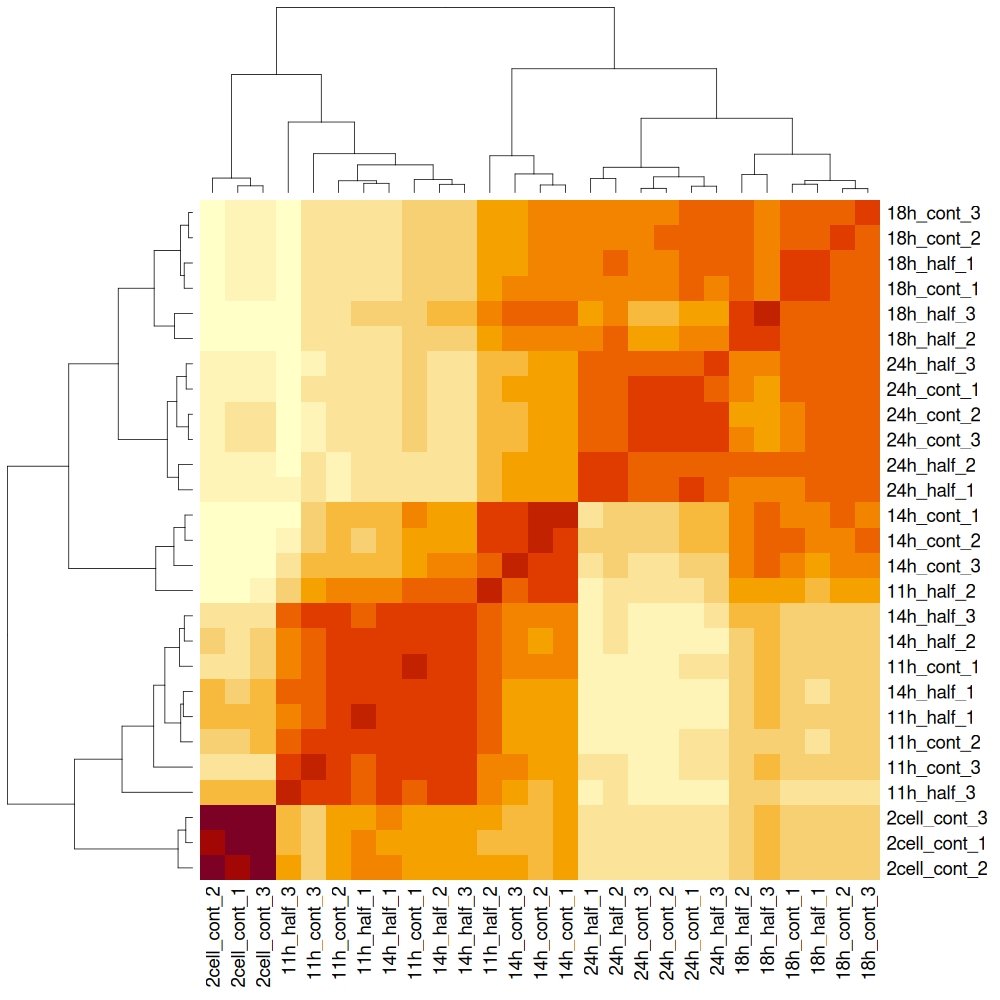 18h_cont_3
18h_cont_2
18h_half_1
18h_cont_1
18h_half_3
18h_half_2
24h_half_3
24h_cont_1
24h_cont_2
24h_cont_3
24h_half_2
24h_half_1
14h_cont_1
14h_cont_2
14h_cont_3
11h_half_2
14h_half_3
14h_half_2
11h_cont_1
14h_half_1
11h_half_1
11h_cont_2
11h_cont_3
11h_half_3
2cell_cont_3
2cell_cont_1
2cell_cont_2
2cell_cont_2
2cell_cont_1
2cell_cont_3
11h_half_3
11h_cont_3
11h_cont_2
11h_half_1
14h_half_1
11h_cont_1
14h_half_2
14h_half_3
11h_half_2
14h_cont_3
14h_cont_2
14h_cont_1
24h_half_1
24h_half_2
24h_cont_3
24h_cont_2
24h_cont_1
24h_half_3
18h_half_2
18h_half_3
18h_cont_1
18h_half_1
18h_cont_2
18h_cont_3